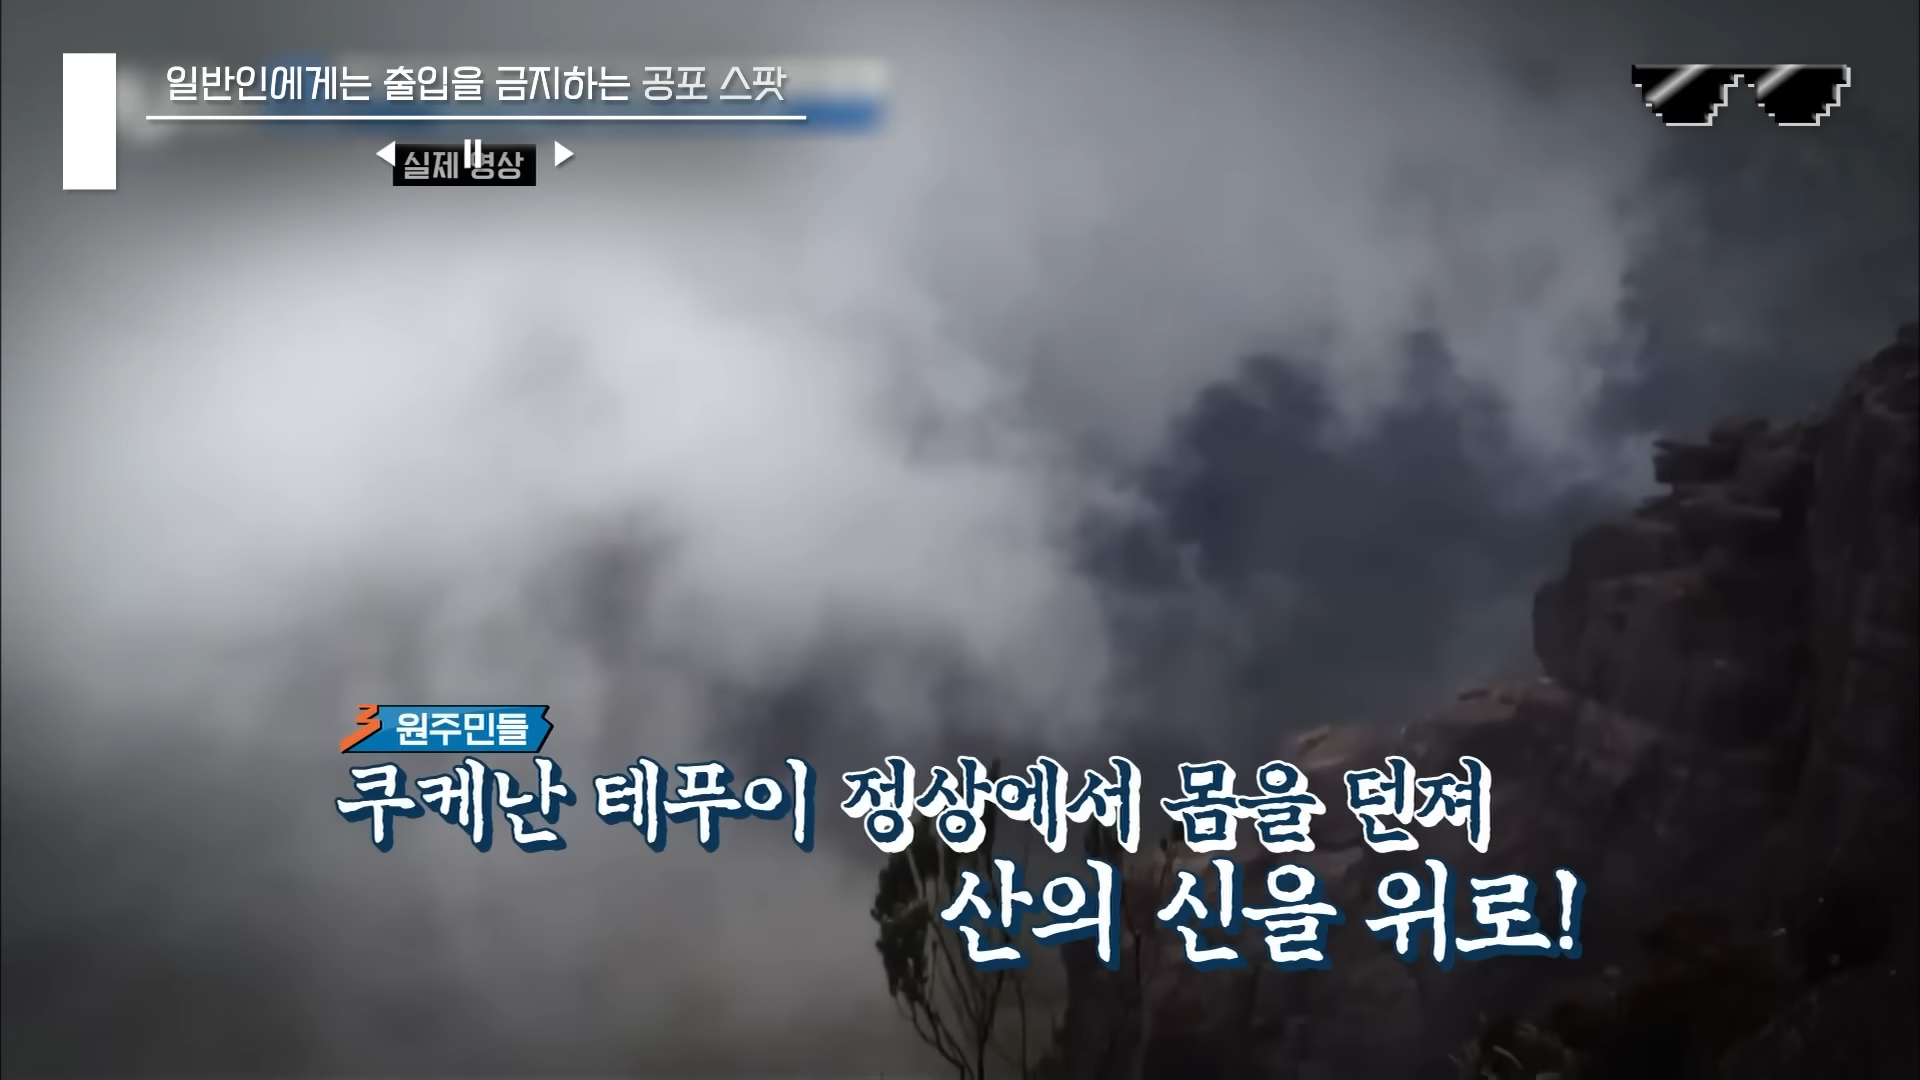 일반인에게는 출입을 금지하는 공포 스팟
실제 영상
원주민들
쿠케난 테푸이 정상에서 몸을 던져
산의 신을 위로!